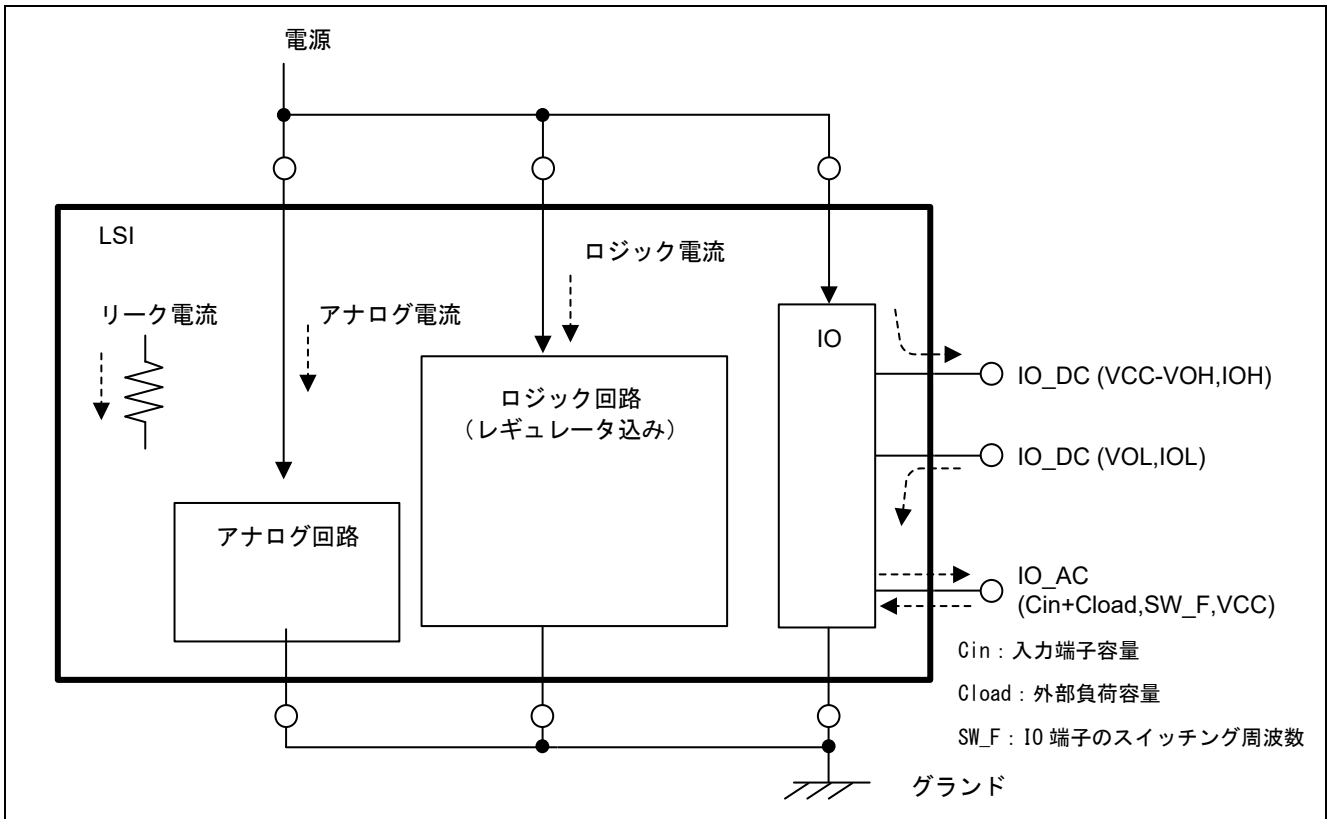 電源
LSI
ロジック電流
リーク電流
アナログ電流
IO
ロジック回路
(レギュレータ込み)
IO_DC (VCC-VOH,IOH)
IO_DC (VOL,IOL)
アナログ回路
IO_AC
(Cin+Cload,SW_F,VCC)
Cin:入力端子容量
Cload:外部負荷容量
SW_F:IO 端子のスイッチング周波数
グランド